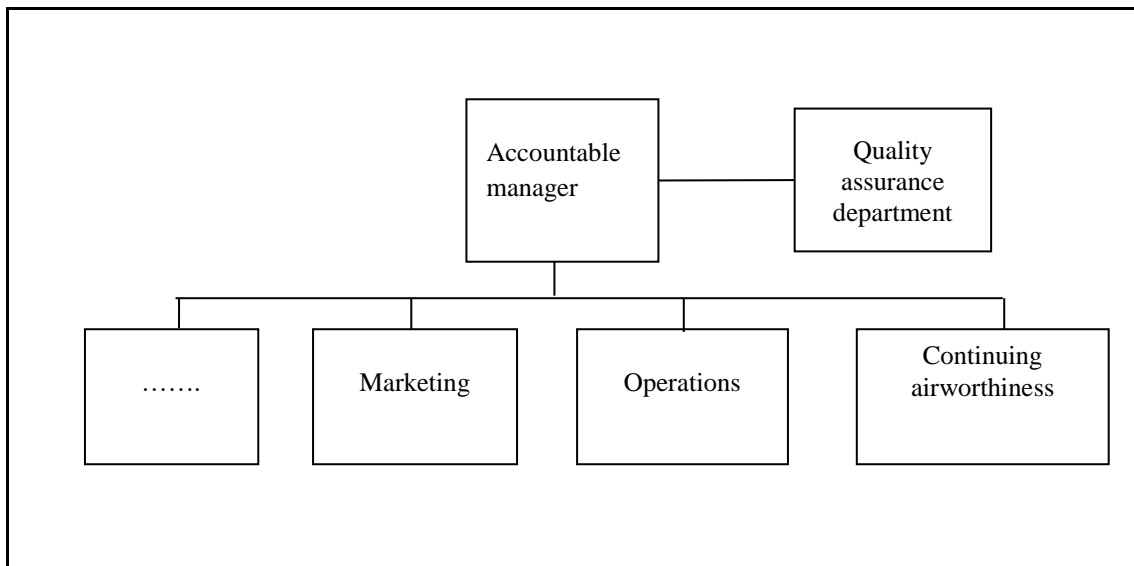 Accountable
manager
Quality
assurance
department
…….
Marketing
Operations
Continuing
airworthiness